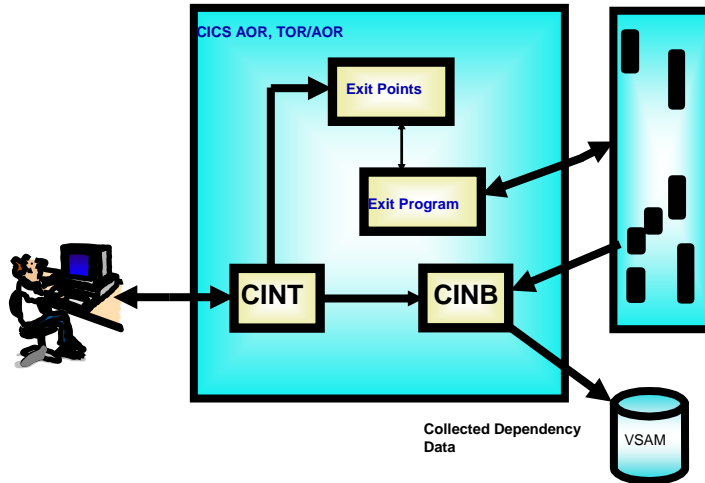 CICS AOR, TOR/AOR
Exit Points
Exit Program
CINT
CINB
Collected Dependency
Data
VSAM